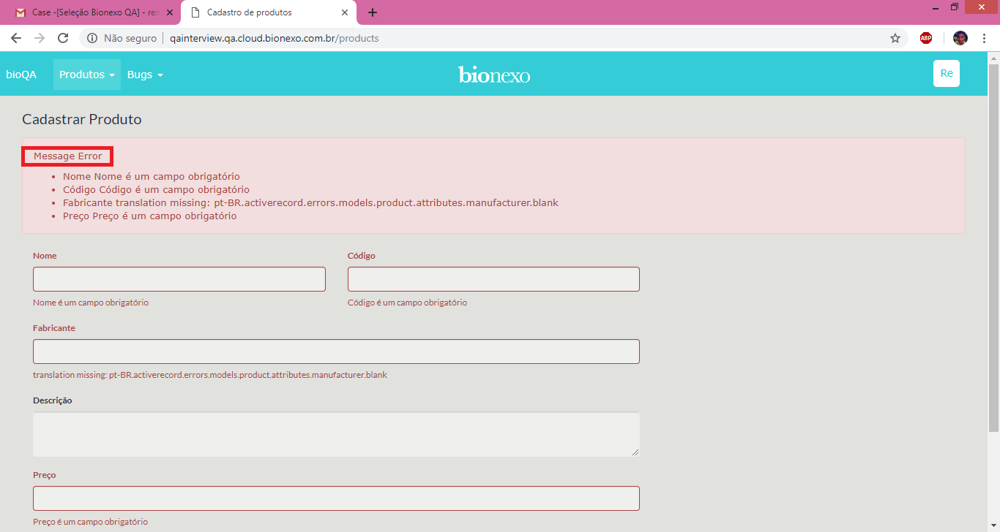 Case -[Seleção Bionexo QA] - ren
Cadastro de produtos
Não seguro
qainterview.qa.cloud.bionexo.com.br/products
ABP
bioQA
Produtos
Bugs
bionexo
Re
Cadastrar Produto
Message Error
Nome Nome é um campo obrigatório
Código Código é um campo obrigatório
Fabricante translation missing: pt-BR.activerecord.errors.models.product.attributes.manufacturer.blank
Preço Preço é um campo obrigatório
Nome
Código
Nome é um campo obrigatório
Código é um campo obrigatório
Fabricante
translation missing: pt-BR.activerecord.errors.models.product.attributes.manufacturer.blank
Descrição
Preço
Preço é um campo obrigatório